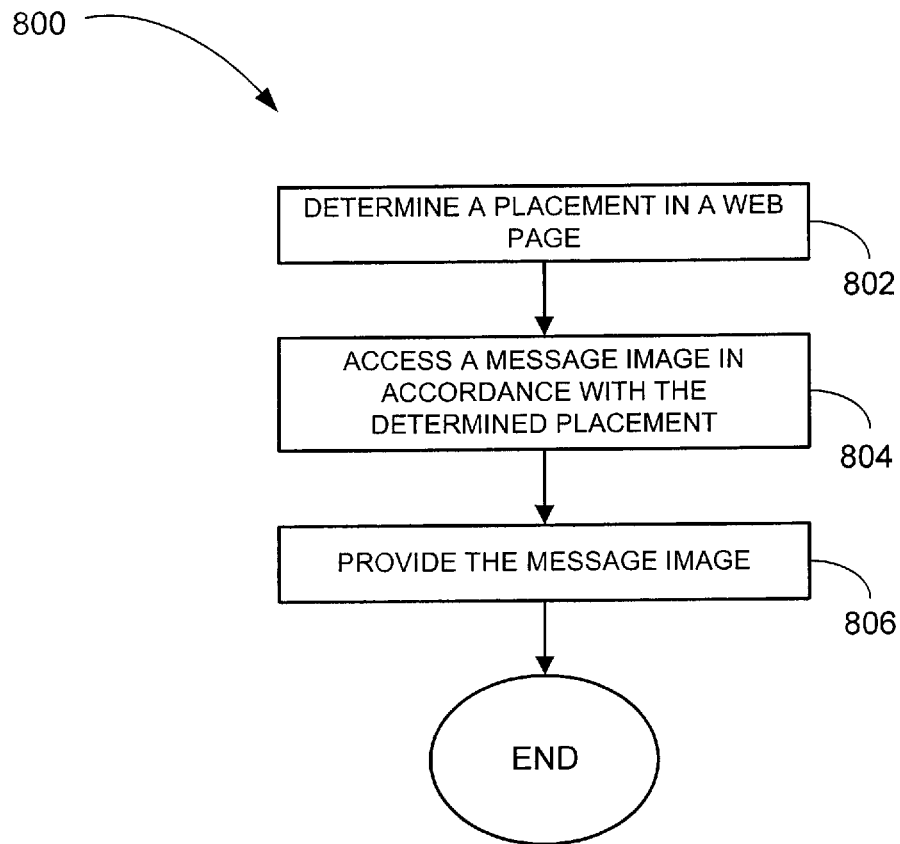 800
DETERMINE A PLACEMENT IN A WEB
PAGE
802
ACCESS A MESSAGE IMAGE IN
ACCORDANCE WITH THE
DETERMINED PLACEMENT
804
PROVIDE THE MESSAGE IMAGE
806
END